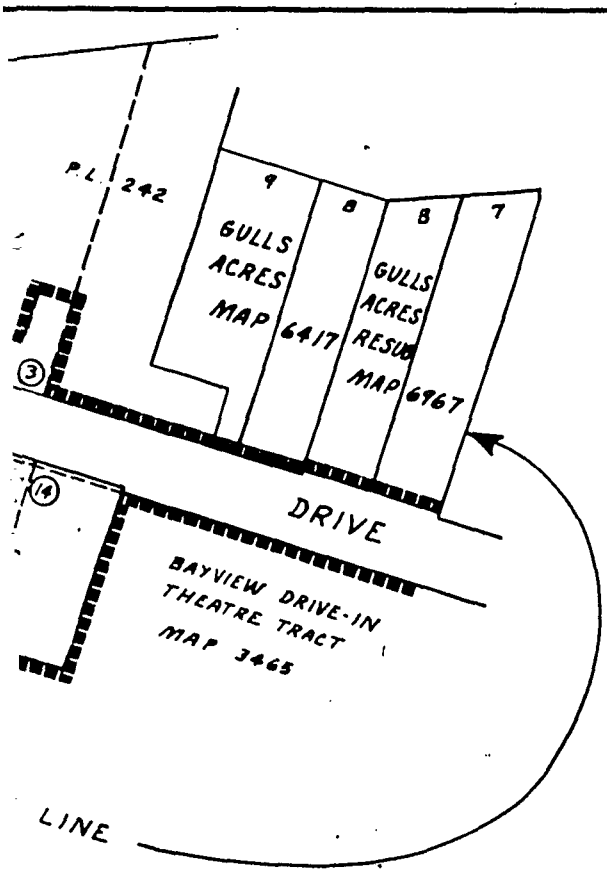 P.L. 242
9
8
8
7
GULLS
ACRES
MAP 6417
GULLS
ACRES
RESUB
MAP 6967
3
14
DRIVE
BAYVIEW DRIVE-IN
THEATRE TRACT
MAP 3465
LINE